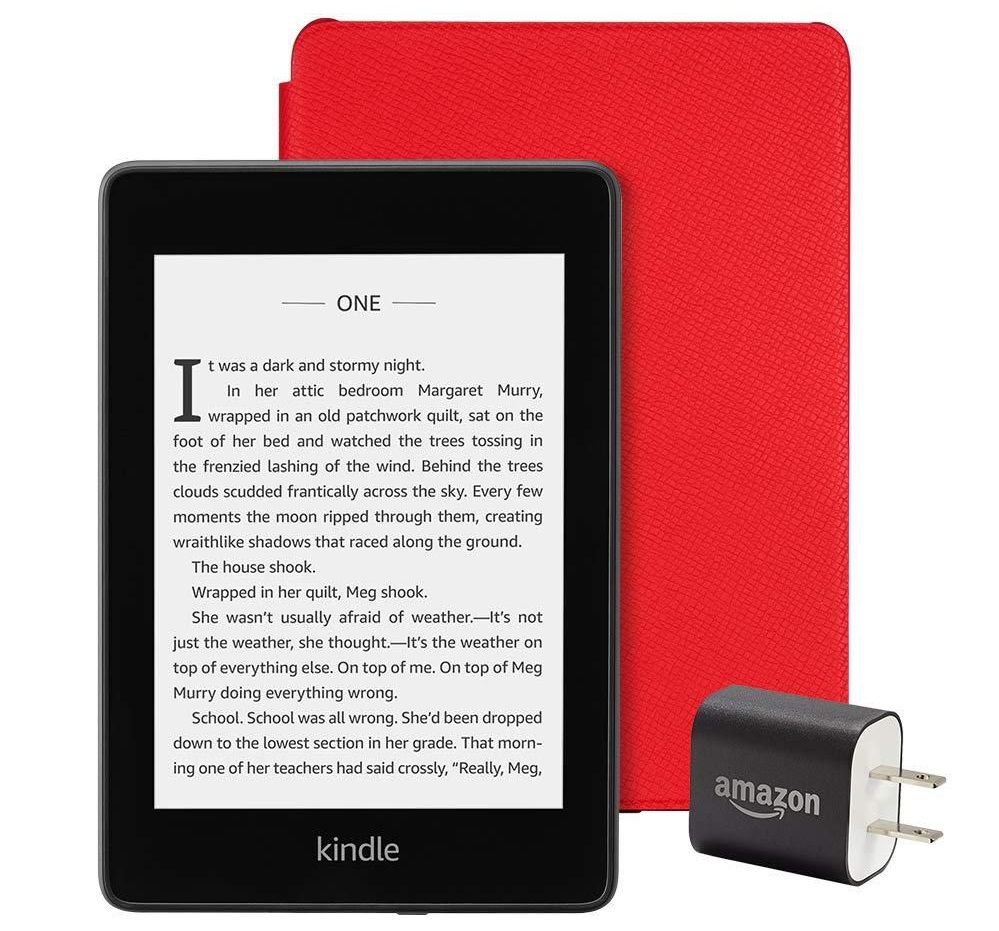 ONE
It was a dark and stormy night.
In her attic bedroom Margaret Murry,
wrapped in an old patchwork quilt, sat on the
foot of her bed and watched the trees tossing in
the frenzied lashing of the wind. Behind the trees
clouds scudded frantically across the sky. Every few
moments the moon ripped through them, creating
wraithlike shadows that raced along the ground.
The house shook.
Wrapped in her quilt, Meg shook.
She wasn’t usually afraid of weather.—It’s not
just the weather, she thought.—It’s the weather on
top of everything else. On top of me. On top of Meg
Murry doing everything wrong.
School. School was all wrong. She’d been dropped
down to the lowest section in her grade. That morn-
ing one of her teachers had said crossly, “Really, Meg,
kindle
amazon